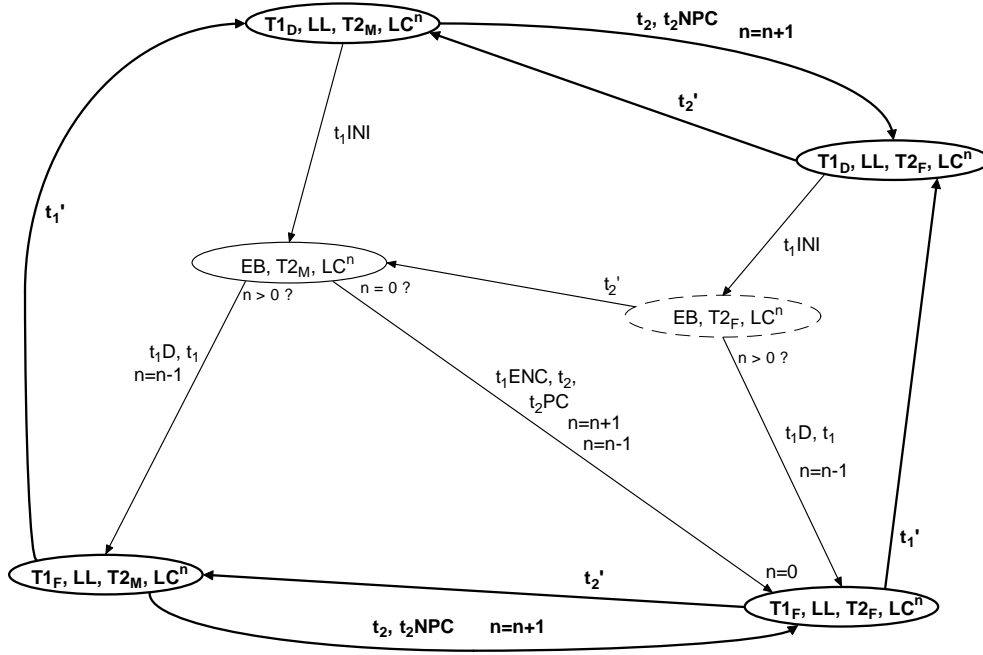 T1D, LL, T2M, LCⁿ
t2, t2NPC n=n+1
t2'
t1INI
T1D, LL, T2F, LCⁿ
t1'
t1INI
EB, T2M, LCⁿ
n > 0 ? n = 0 ?
t2'
EB, T2F, LCⁿ
n > 0 ?
t1D, t1
n=n-1
t1ENC, t2,
t2PC
n=n+1
n=n-1
t1D, t1
n=n-1
t1'
T1F, LL, T2M, LCⁿ
t2'
n=0
T1F, LL, T2F, LCⁿ
t2, t2NPC n=n+1